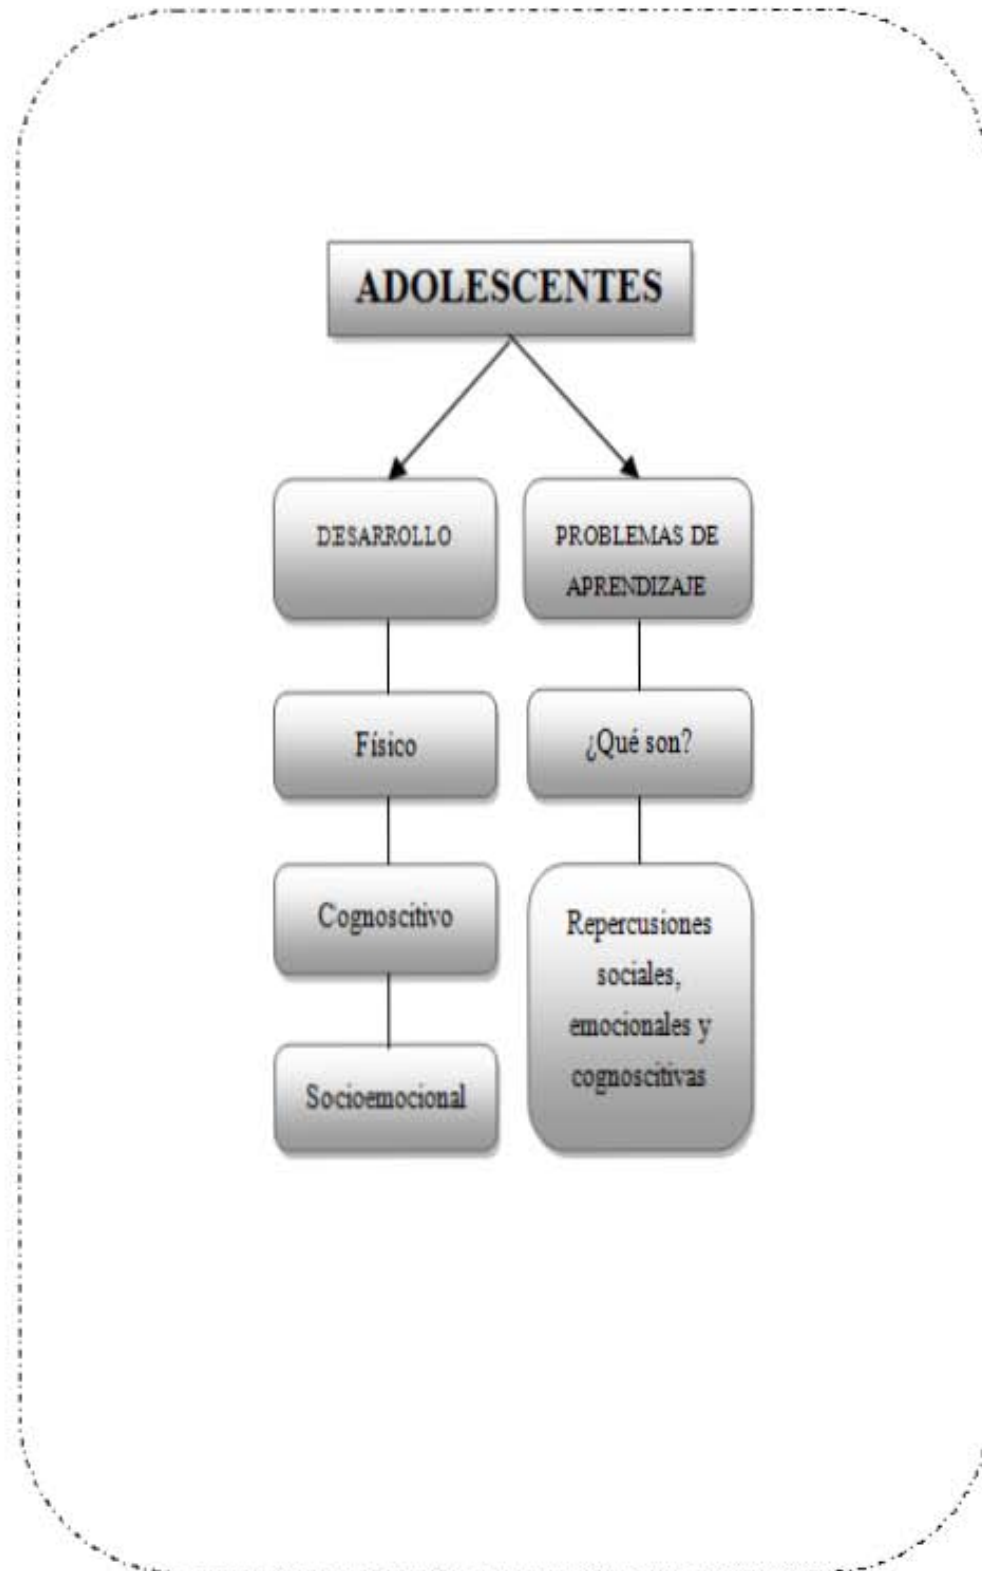 ADOLESCENTES
DESARROLLO
PROBLEMAS DE
APRENDIZAJE
Físico
¿Qué son?
Cognoscitivo
Repercusiones
sociales,
emocionales y
cognoscitivas
Socioemocional